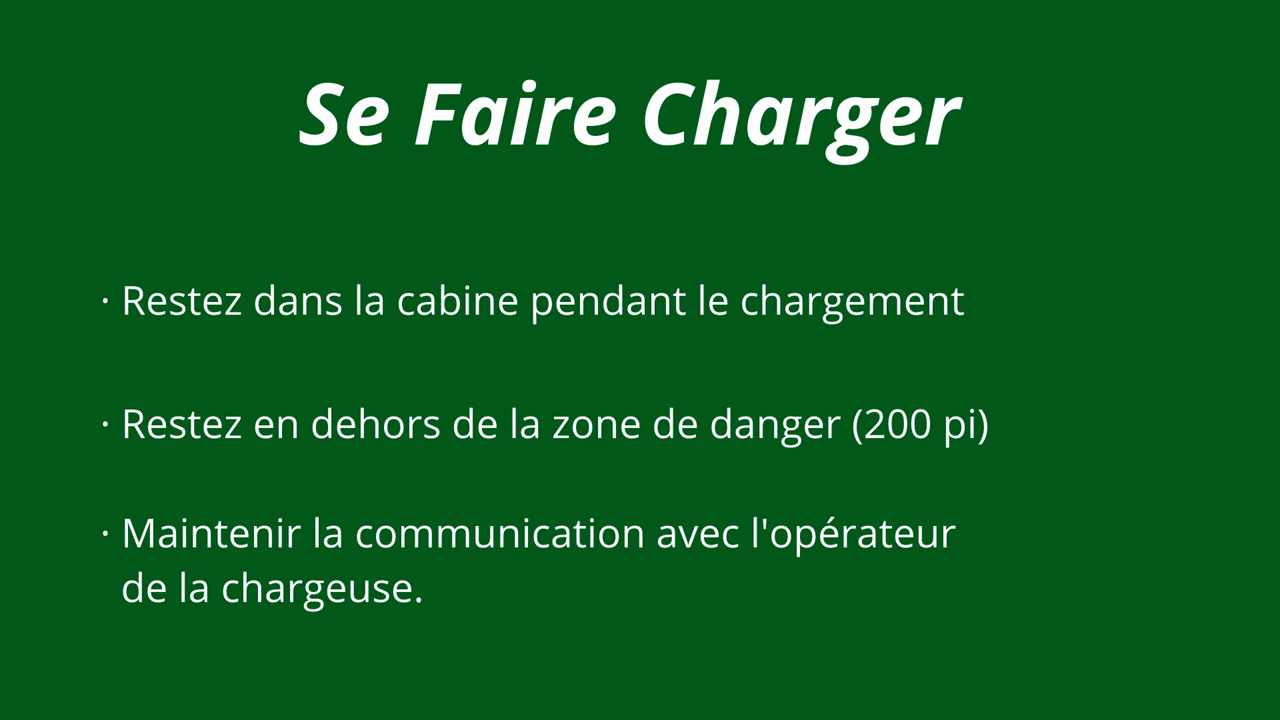 Se Faire Charger
· Restez dans la cabine pendant le chargement
· Restez en dehors de la zone de danger (200 pi)
· Maintenir la communication avec l'opérateur
de la chargeuse.